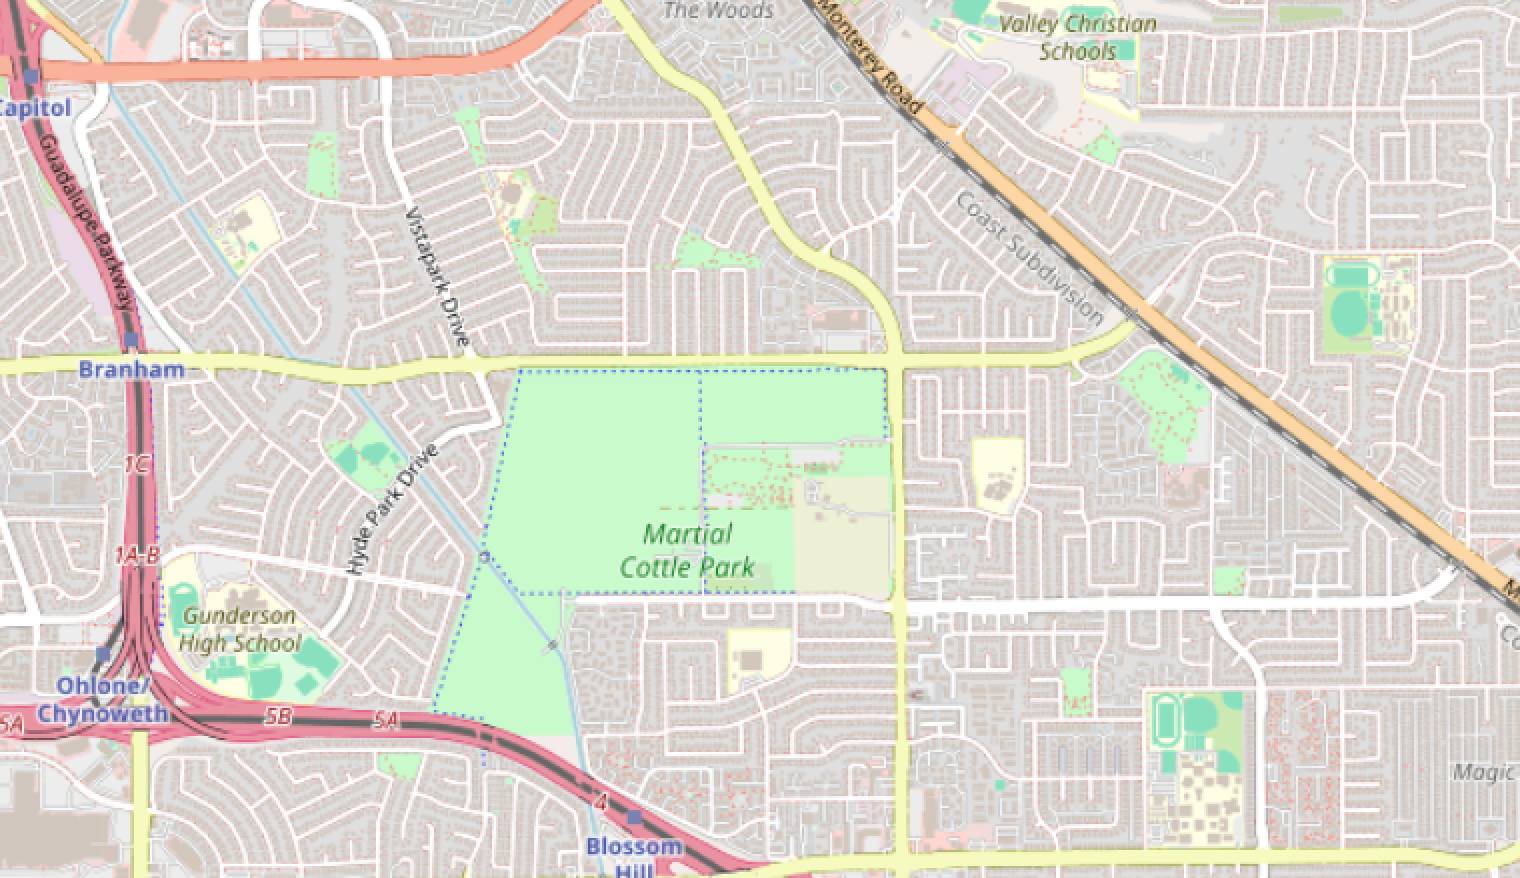 The Woods
Monterey Road
Valley Christian
Schools
Capitol
Guadalupe Parkway
Vistapark Drive
Coast Subdivision
Branham
1C
Hyde Park Drive
Martial
Cottle Park
1A-B
Gunderson
High School
Ohlone/
Chynoweth
5A
5B
5A
4
Magic
Blossom
Hill